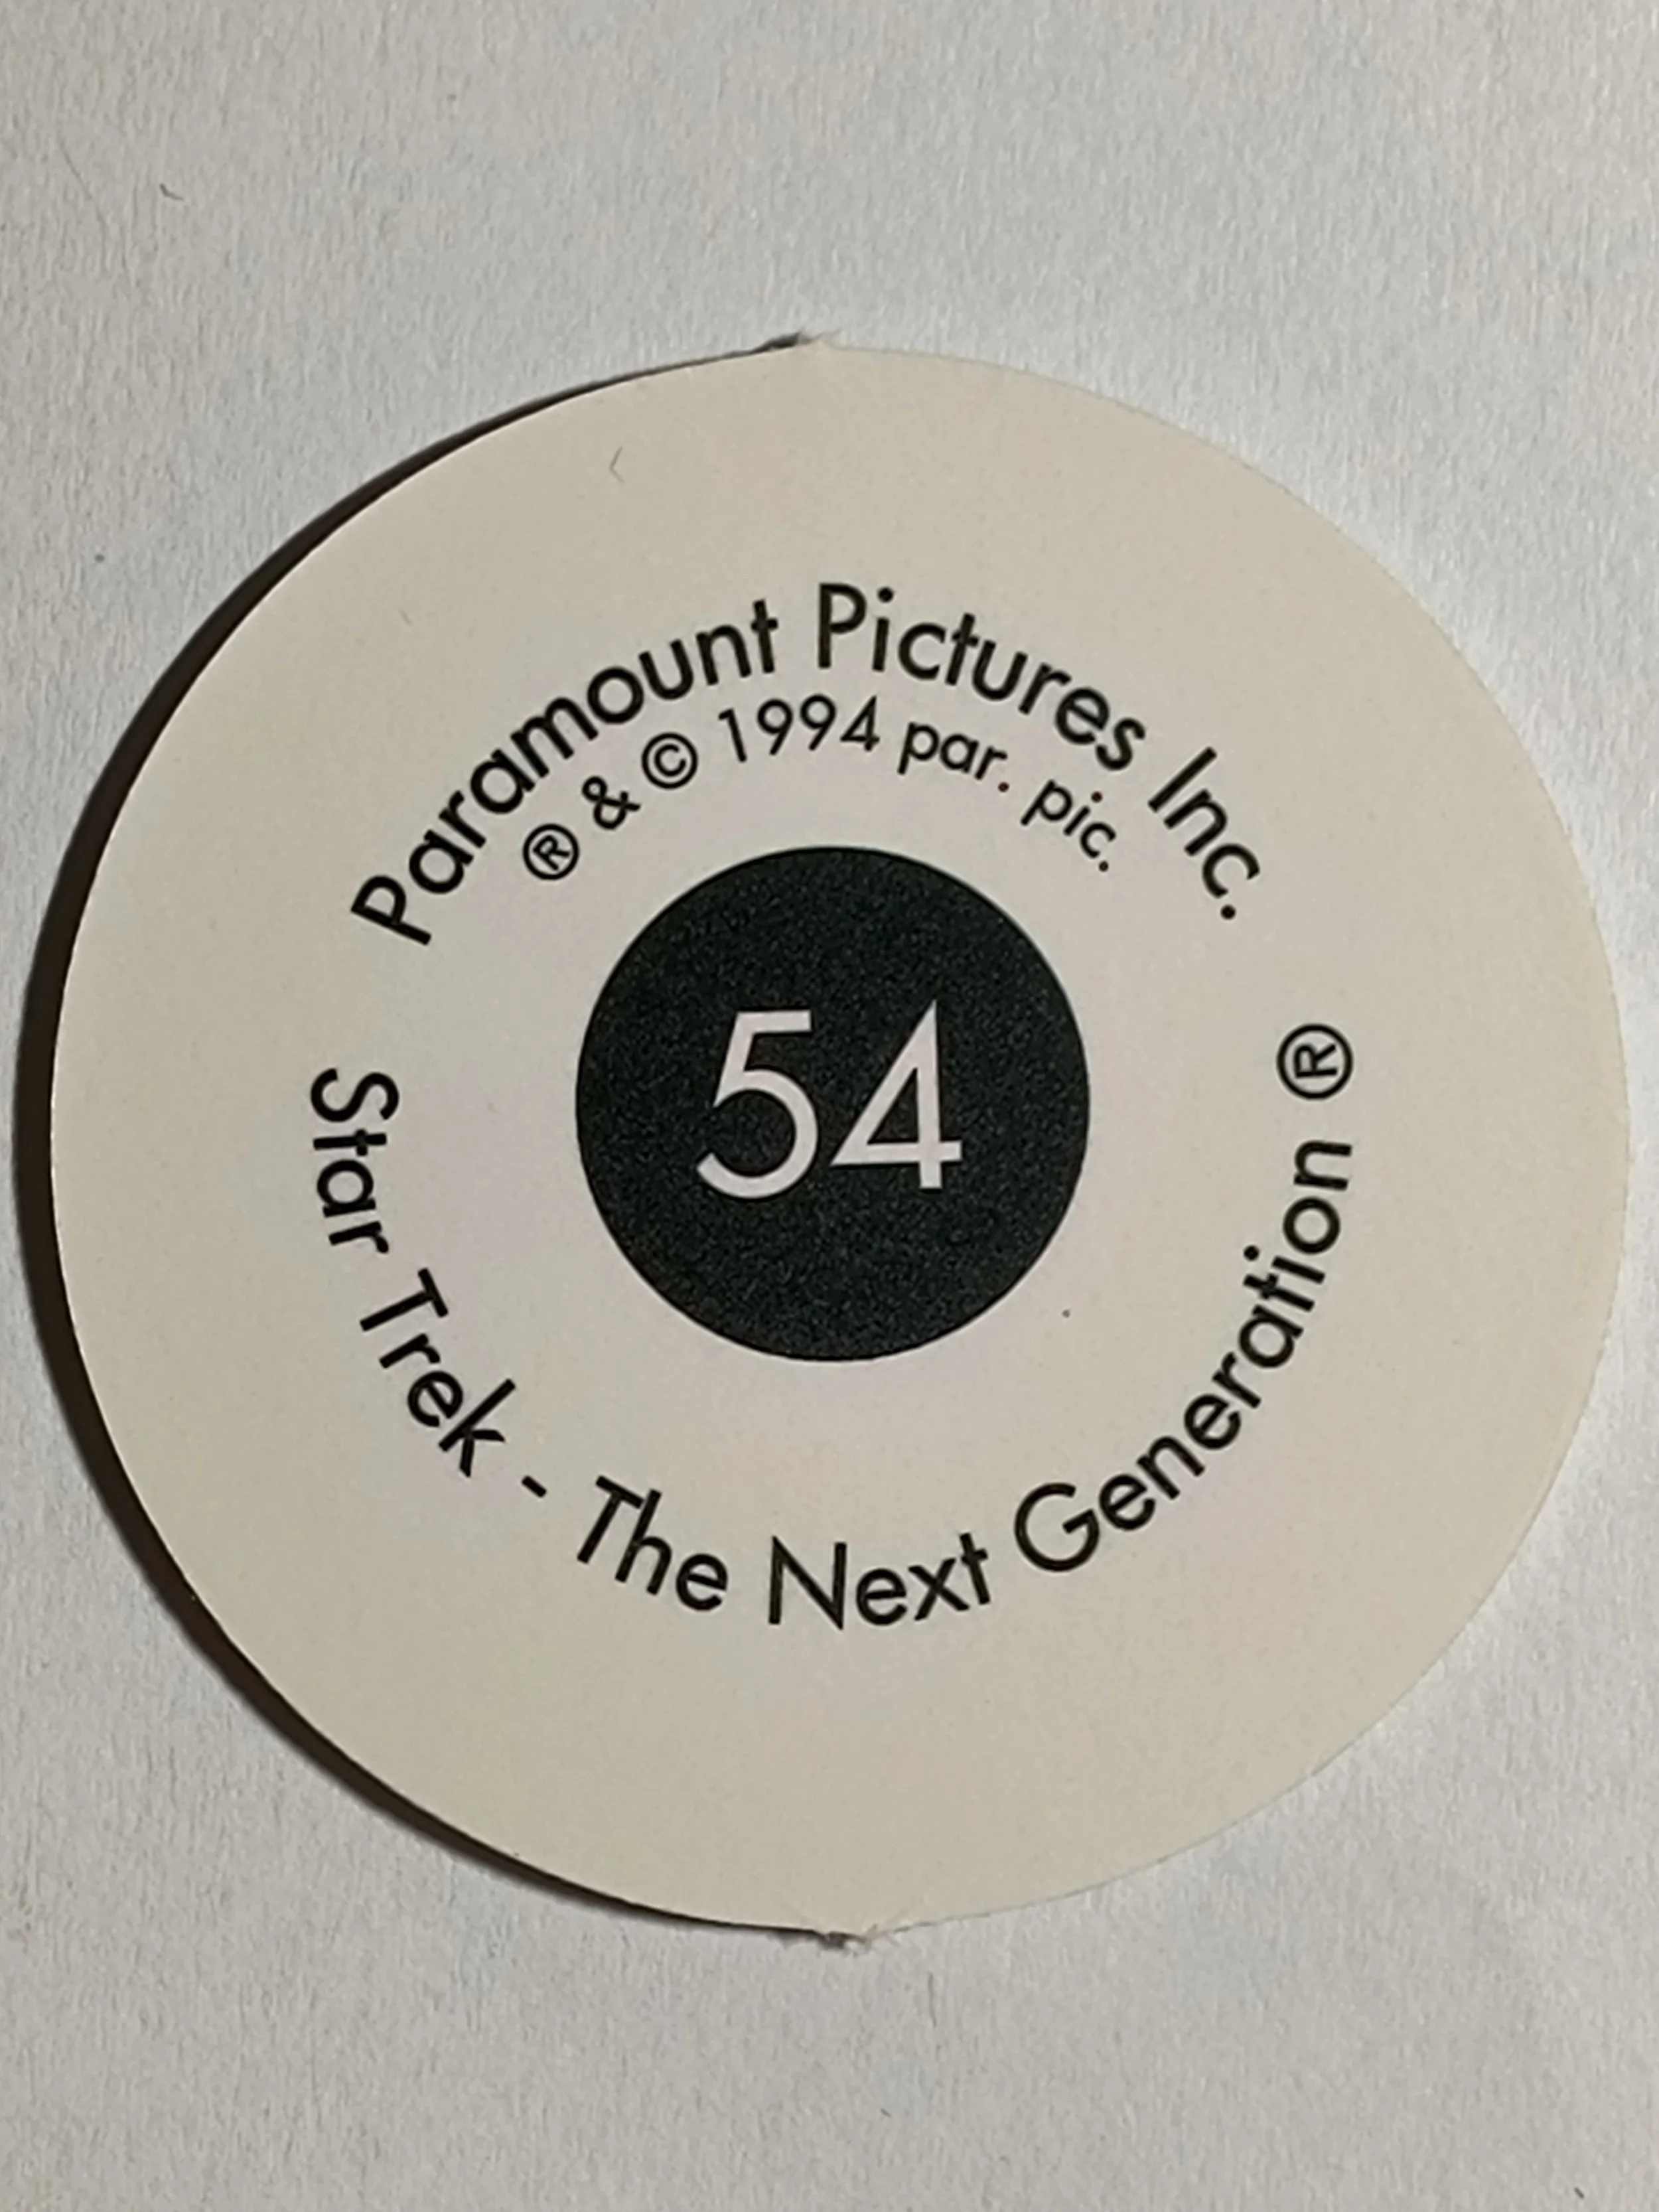 Paramount Pictures Inc.
® & © 1994 par. pic.
54
Star Trek - The Next Generation ®